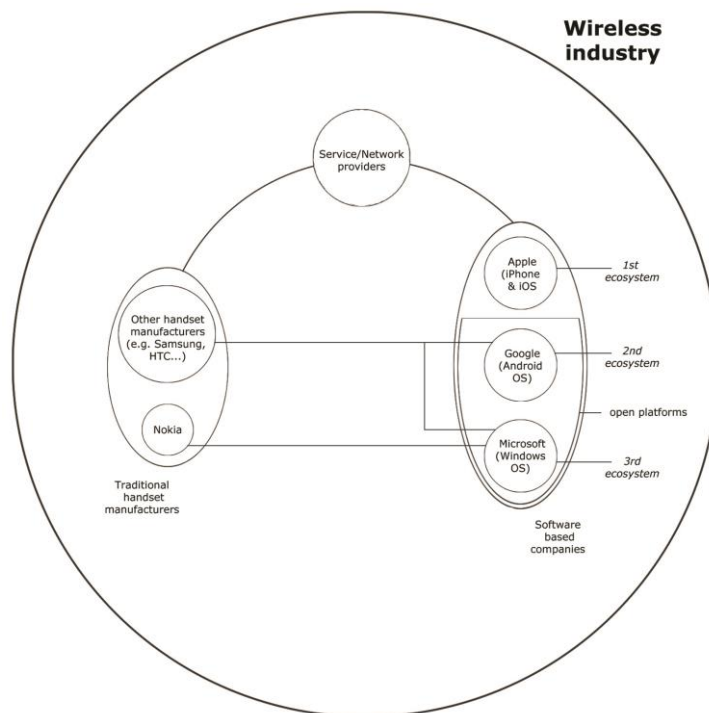 Wireless
industry
Service/Network
providers
Apple
(iPhone
& iOS
1st
ecosystem
Other handset
manufacturers
(e.g. Samsung,
HTC...)
Google
(Android
OS)
2nd
ecosystem
open platforms
Nokia
Microsoft
(Windows
OS)
3rd
ecosystem
Traditional
handset
manufacturers
Software
based
companies